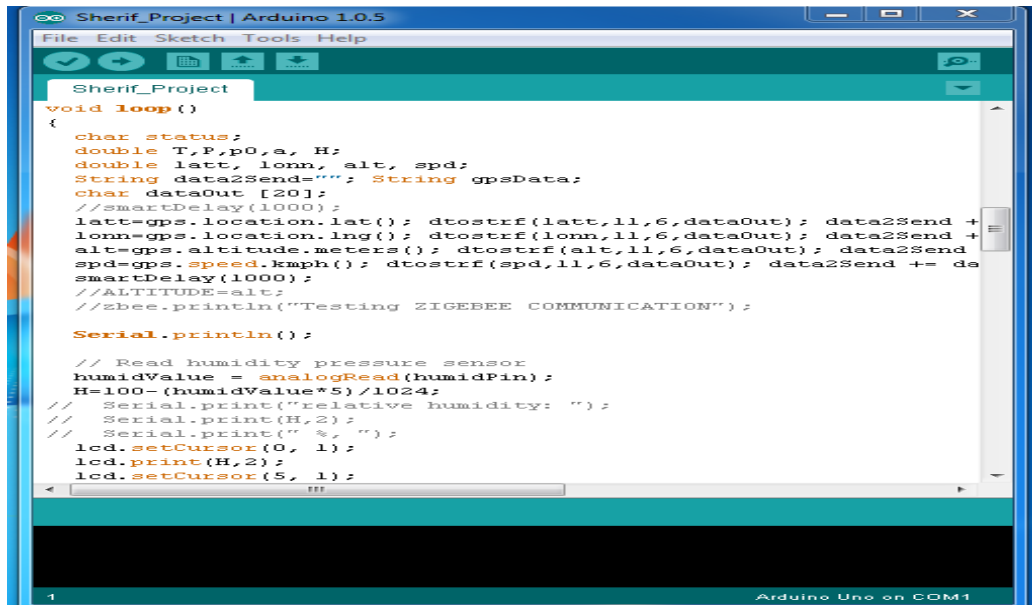 Sherif_Project | Arduino 1.0.5
File Edit Sketch Tools Help
Sherif_Project
void loop()
{
char status;
double T,P,p0,a, H;
double latt, lonn, alt, spd;
String data2Send=""; String gpsData;
char dataOut [20];
//smartDelay(1000);
latt=gps.location.lat(); dtostrf(latt,11,6,dataOut); data2Send +
lonn=gps.location.lng(); dtostrf(lonn,11,6,dataOut); data2Send +
alt=gps.altitude.meters(); dtostrf(alt,11,6,dataOut); data2Send
spd=gps.speed.kmph(); dtostrf(spd,11,6,dataOut); data2Send += da
smartDelay(1000);
//ALTITUDE=alt;
//zbee.println("Testing ZIGEBEE COMMUNICATION");
Serial.println();
// Read humidity pressure sensor
humidValue = analogRead(humidPin);
H=100-(humidValue*5)/1024;
// Serial.print("relative humidity: ");
// Serial.print(H,2);
// Serial.print(" %, ");
lcd.setCursor(0, 1);
lcd.print(H,2);
lcd.setCursor(5, 1);
1
Arduino Uno on COM1